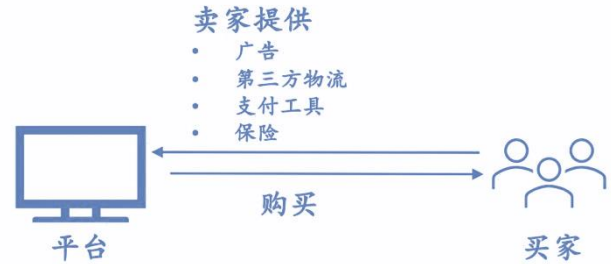 卖家提供
• 广告
• 第三方物流
• 支付工具
• 保险
购买
平台
买家